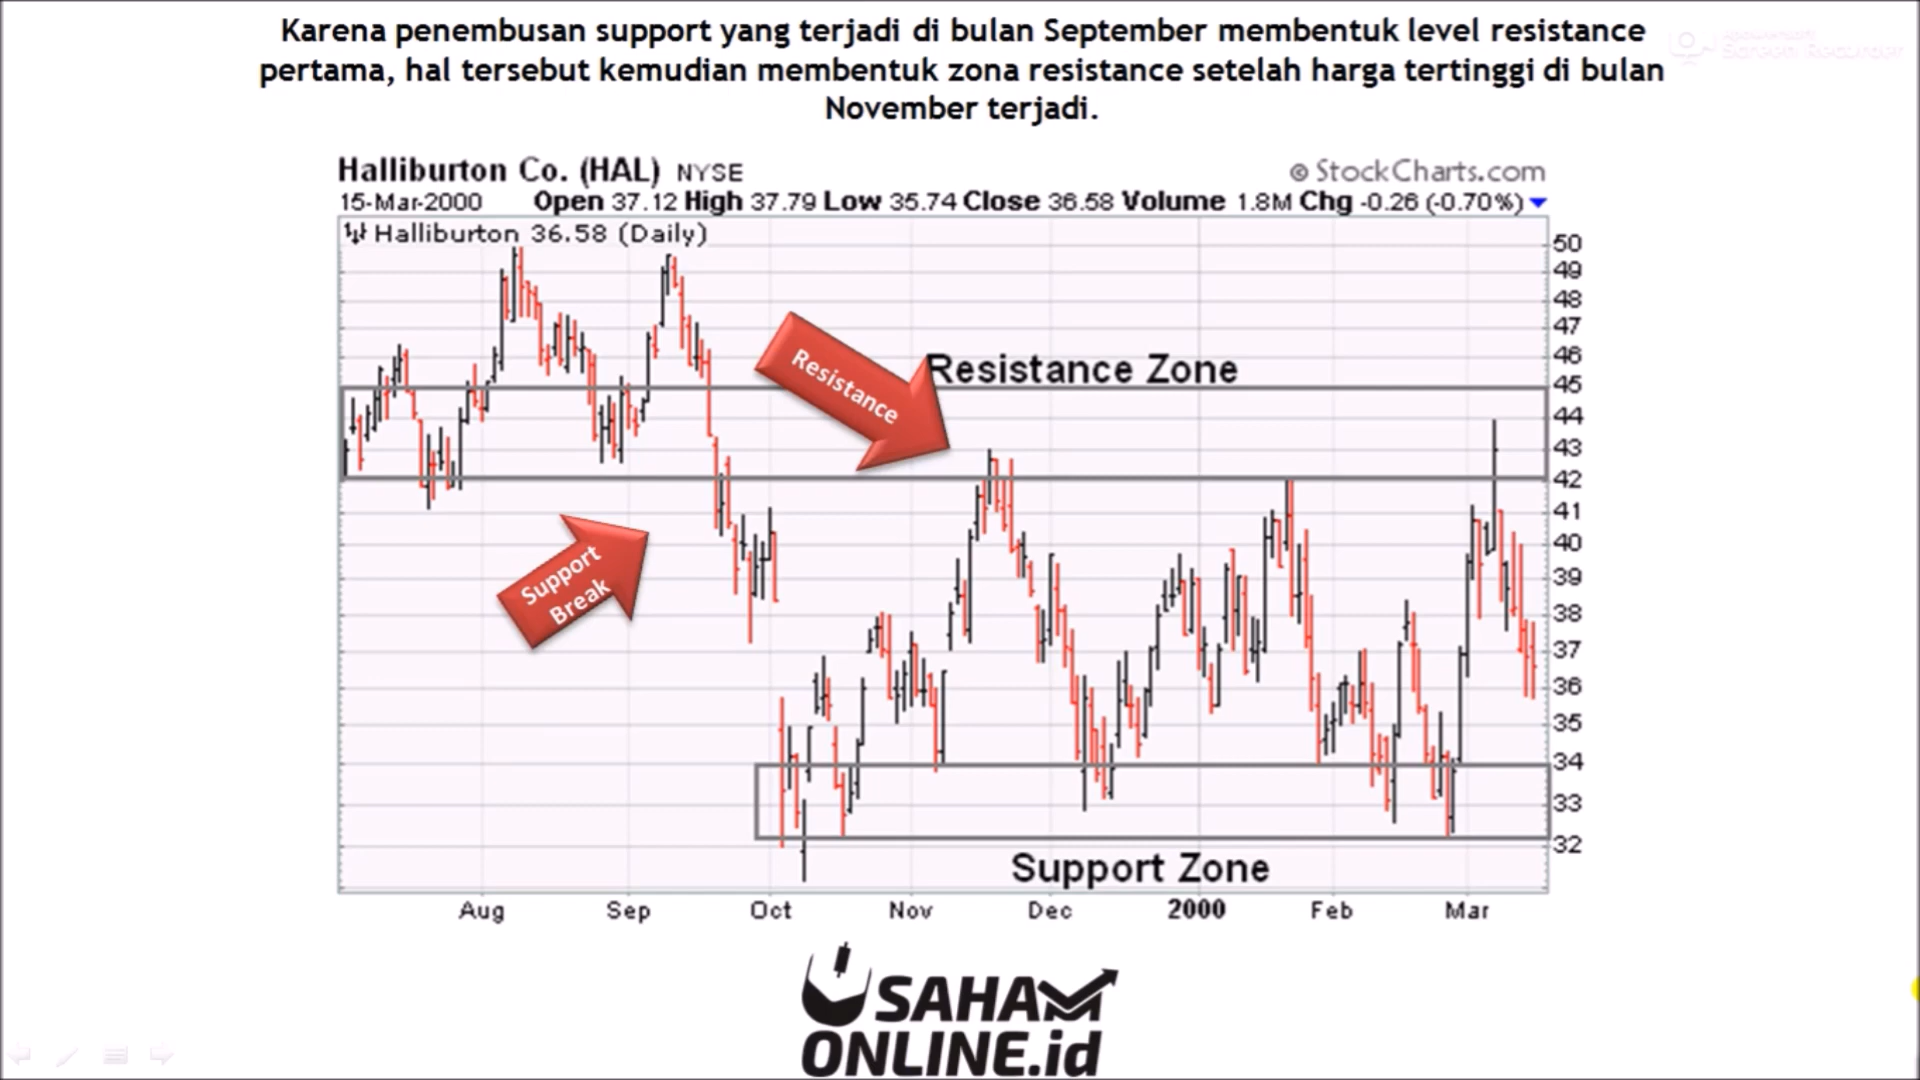 Karena penembusan support yang terjadi di bulan September membentuk level resistance
pertama, hal tersebut kemudian membentuk zona resistance setelah harga tertinggi di bulan
November terjadi.
Apowersoft
Screen Recorder
Halliburton Co. (HAL) NYSE
© StockCharts.com
15-Mar-2000 Open 37.12 High 37.79 Low 35.74 Close 36.58 Volume 1.8M Chg -0.26 (-0.70%)
Halliburton 36.58 (Daily)
50
49
48
47
46
45
44
43
42
41
40
39
38
37
36
35
34
33
32
Resistance
Resistance Zone
Support
Break
Support Zone
Aug Sep Oct Nov Dec 2000 Feb Mar
SAHAM
ONLINE.id